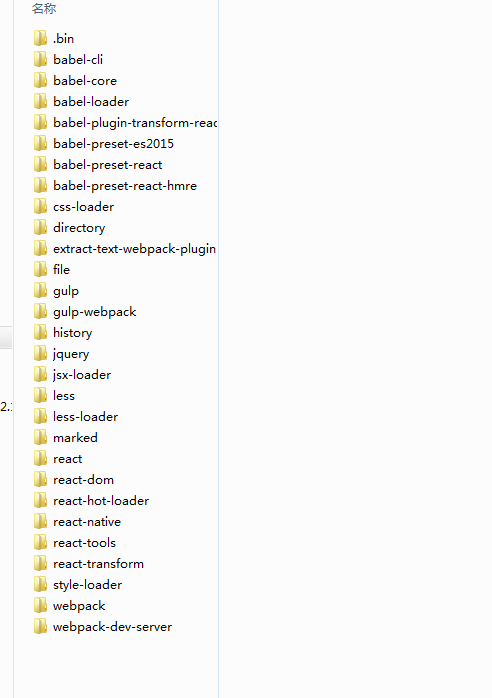 名称
.bin
babel-cli
babel-core
babel-loader
babel-plugin-transform-reac
babel-preset-es2015
babel-preset-react
babel-preset-react-hmre
css-loader
directory
extract-text-webpack-plugin
file
gulp
gulp-webpack
history
jquery
jsx-loader
2.
less
less-loader
marked
react
react-dom
react-hot-loader
react-native
react-tools
react-transform
style-loader
webpack
webpack-dev-server